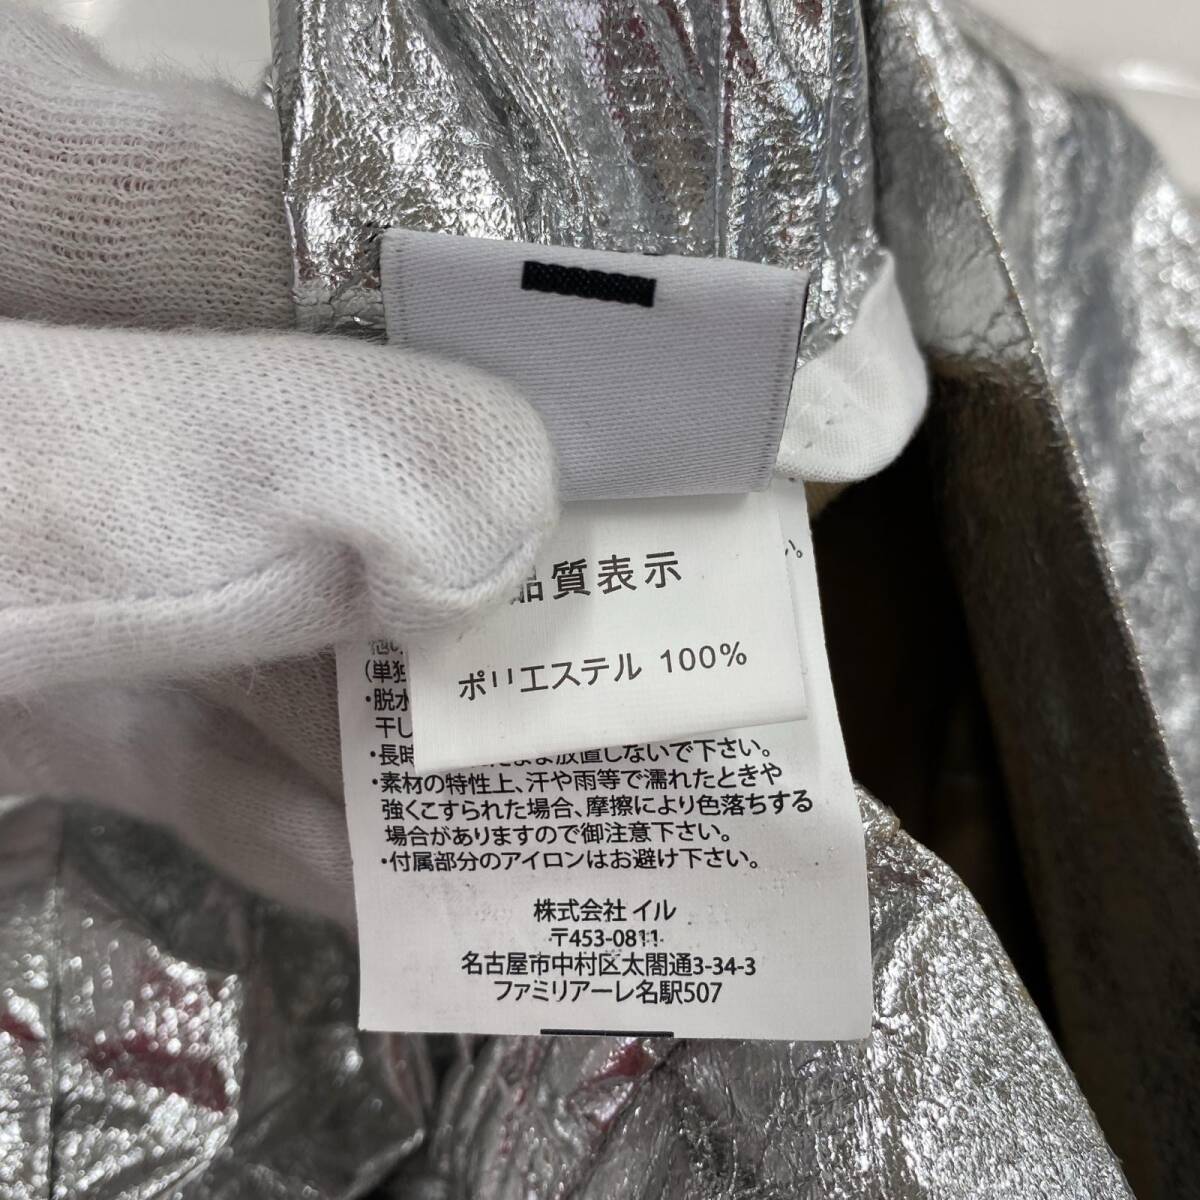 品質表示
ポリエステル 100%
い。
(単独
・脱水
干し
・長時
放置しないで下さい。
・素材の特性上、汗や雨等で濡れたときや
強くこすられた場合、摩擦により色落ちする
場合がありますので御注意下さい。
・付属部分のアイロンはお避け下さい。
株式会社 イル
〒453-0811
名古屋市中村区太閤通3-34-3
ファミリアーレ名駅507